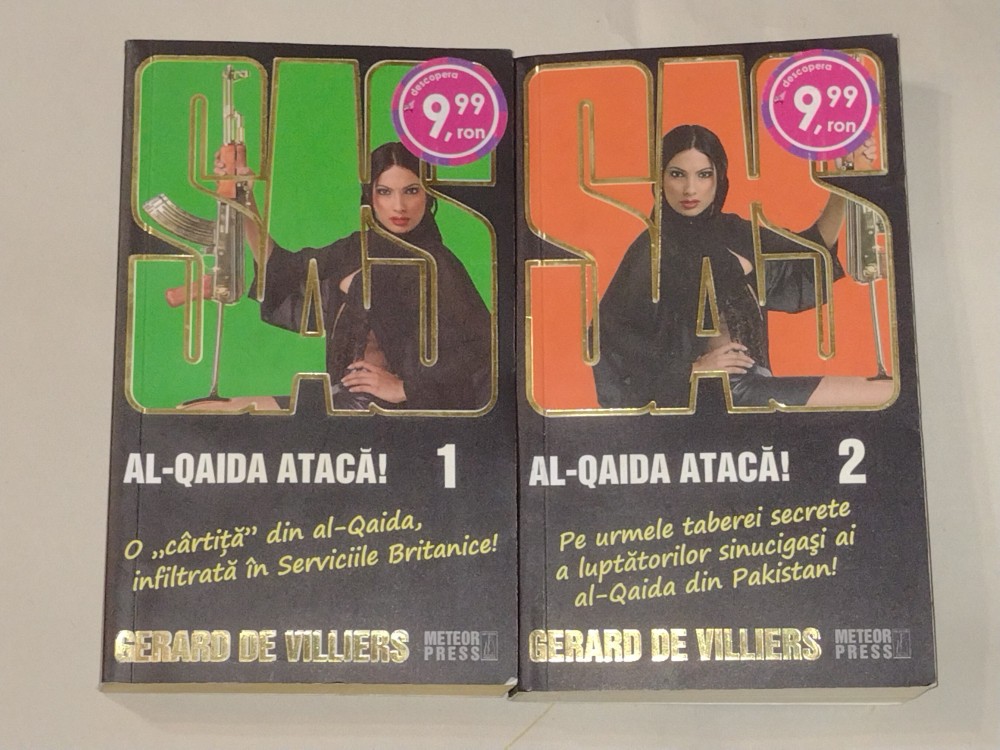 SAS
descopera
9,99
ron
AL-QAIDA ATACĂ! 1
O „cârtiță” din al-Qaida,
infiltrată în Serviciile Britanice!
GERARD DE VILLIERS
METEOR
PRESS
SAS
descopera
9,99
ron
AL-QAIDA ATACĂ! 2
Pe urmele taberei secrete
a luptătorilor sinucigași ai
al-Qaida din Pakistan!
GERARD DE VILLIERS
METEOR
PRESS